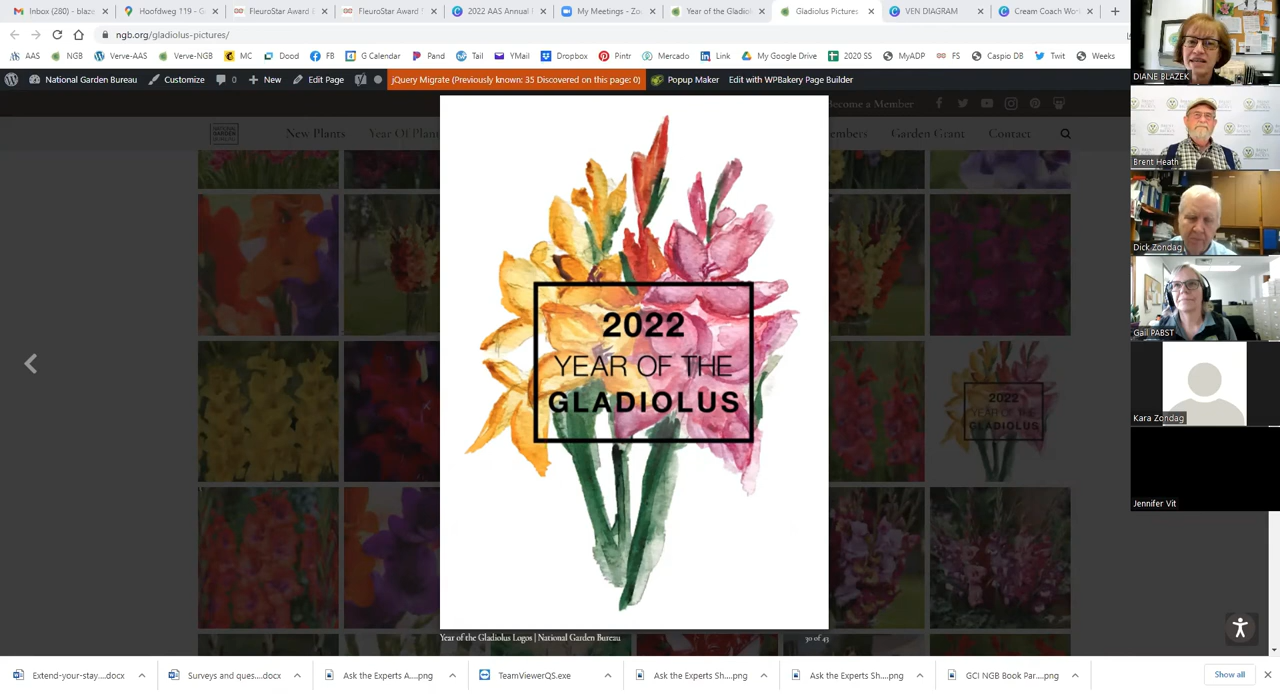 Inbox (280) - blaze
Hoofdweg 119 - G
FleuroStar Award E
FleuroStar Award F
2022 AAS Annual
My Meetings - Zo
Year of the Gladiol
Gladiolus Pictures
VEN DIAGRAM
Cream Coach Wo
ngb.org/gladiolus-pictures/
AAS
NGB
Verve-AAS
Verve-NGB
MC
Dood
FB
G Calendar
Pand
Tail
YMail
Dropbox
Pintr
Mercado
Link
My Google Drive
2020 SS
MyADP
FS
Caspio DB
Twit
Weeks
National Garden Bureau
Customize
0
New
Edit Page
jQuery Migrate (Previously known: 35 Discovered on this page: 0)
Popup Maker
Edit with WPBakery Page Builder
Become a Member
NATIONAL
GARDEN
BUREAU
New Plants
Year Of Plant
embers
Garden Grant
Contact
2022
YEAR OF THE
GLADIOLUS
2022
YEAR OF THE
GLADIOLUS
Year of the Gladiolus Logos | National Garden Bureau
30 of 43
DIANE BLAZEK
Brent Heath
Dick Zondag
Gail PABST
Kara Zondag
Jennifer Vit
Extend-your-stay....docx
Surveys and ques....docx
Ask the Experts A....png
TeamViewerQS.exe
Ask the Experts Sh....png
Ask the Experts Sh....png
GCI NGB Book Par....png
Show all